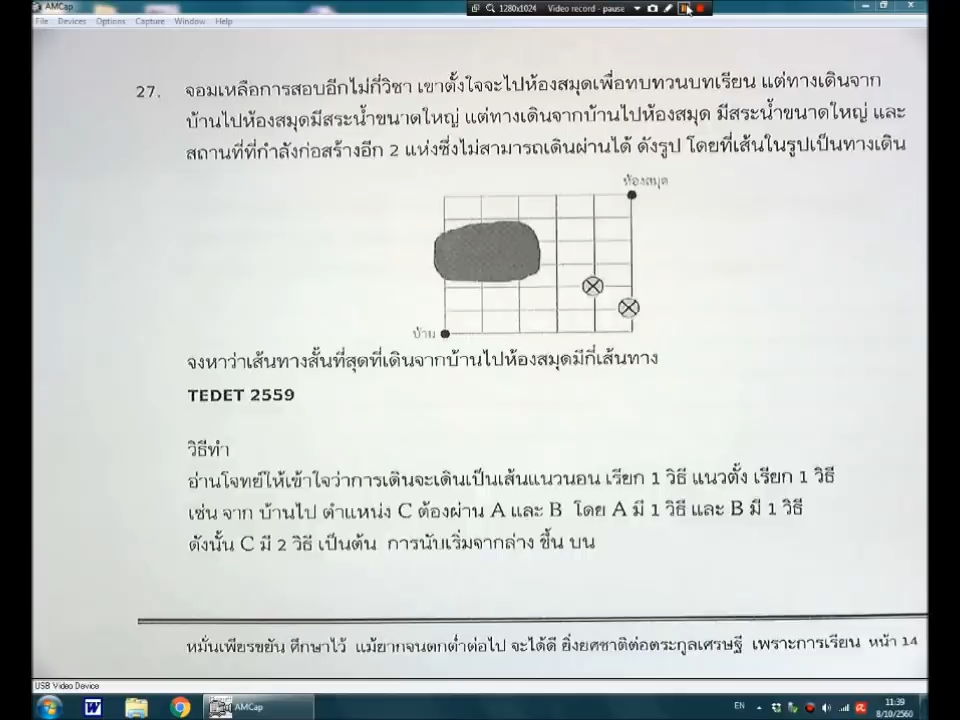 AMCap
1280x1024 Video record - pause
File Devices Options Capture Window Help
27. จอมเหลือการสอบอีกไม่กี่วิชา เขาตั้งใจจะไปห้องสมุดเพื่อทบทวนบทเรียน แต่ทางเดินจาก
บ้านไปห้องสมุดมีสระน้ำขนาดใหญ่ แต่ทางเดินจากบ้านไปห้องสมุด มีสระน้ำขนาดใหญ่ และ
สถานที่ที่กำลังก่อสร้างอีก 2 แห่งซึ่งไม่สามารถเดินผ่านได้ ดังรูป โดยที่เส้นในรูปเป็นทางเดิน
ห้องสมุด
บ้าน
จงหาว่าเส้นทางสั้นที่สุดที่เดินจากบ้านไปห้องสมุดมีกี่เส้นทาง
TEDET 2559
วิธีทำ
อ่านโจทย์ให้เข้าใจว่าการเดินจะเดินเป็นเส้นแนวนอน เรียก 1 วิธี แนวตั้ง เรียก 1 วิธี
เช่น จาก บ้านไป ตำแหน่ง C ต้องผ่าน A และ B โดย A มี 1 วิธี และ B มี 1 วิธี
ดังนั้น C มี 2 วิธี เป็นต้น การนับเริ่มจากล่าง ขึ้น บน
หมั่นเพียรขยัน ศึกษาไว้ แม้ยากจนตกต่ำต่อไป จะได้ดี ยิ่งยศชาติต่อตระกูลเศรษฐี เพราะการเรียน หน้า 14
USB Video Device
AMCap
EN
11:39
8/10/2560